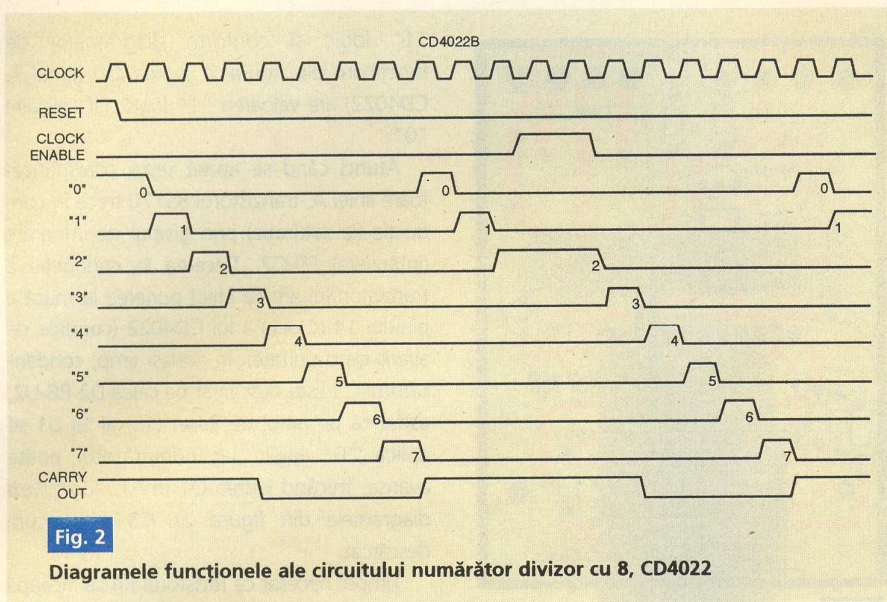 CD4022B
CLOCK
RESET
CLOCK
ENABLE
"0" 0 0 0
"1" 1 1 1
"2" 2 2
"3" 3 3
"4" 4 4
"5" 5 5
"6" 6 6
"7" 7 7
CARRY
OUT
Fig. 2
Diagramele funcționele ale circuitului numărător divizor cu 8, CD4022